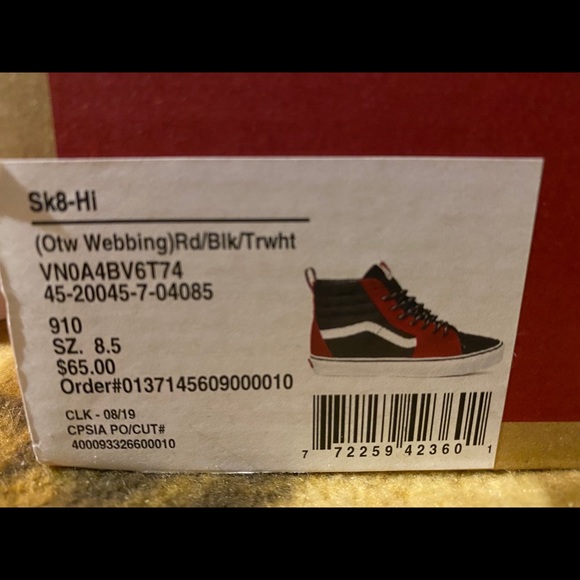 Sk8-Hi
(Otw Webbing)Rd/Blk/Trwht
VN0A4BV6T74
45-20045-7-04085
910
SZ. 8.5
$65.00
Order#0137145609000010
CLK - 08/19
CPSIA PO/CUT#
400093326600010
7 72259 42360 1